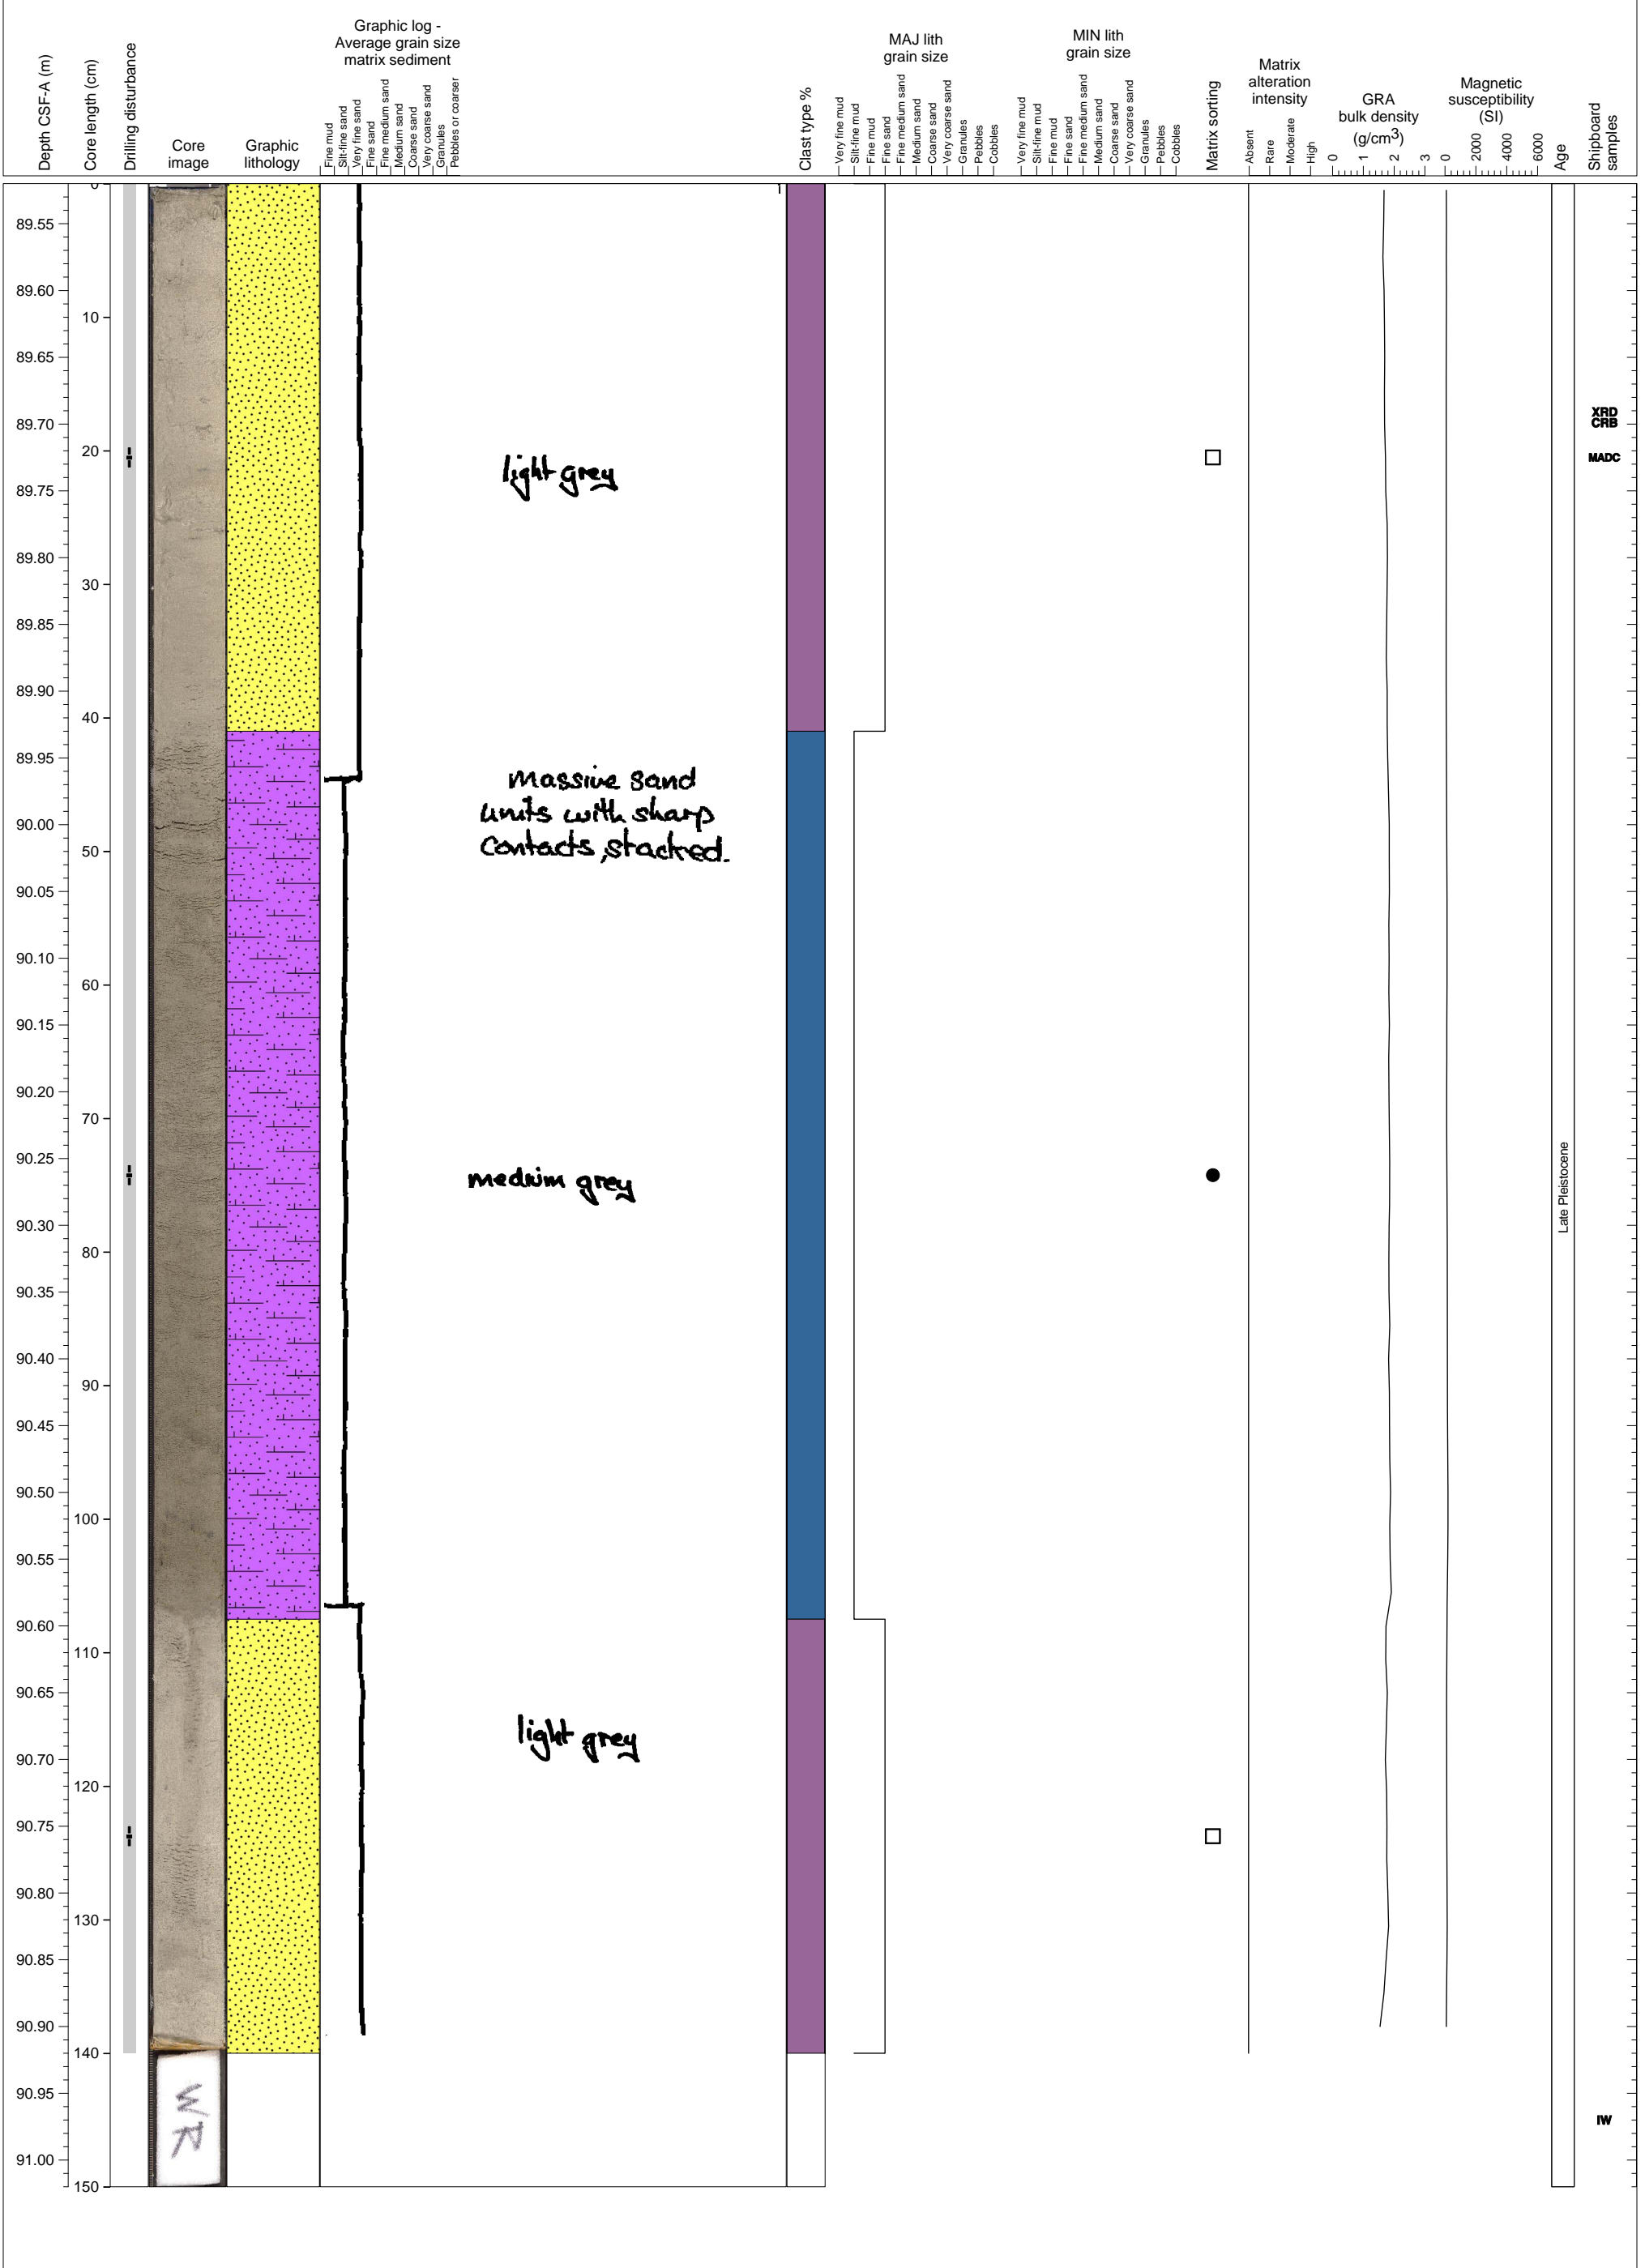 Depth CSF-A (m)
Core length (cm)
Drilling disturbance
Core
image
Graphic
lithology
Graphic log -
Average grain size
matrix sediment
Fine mud
Silt-fine sand
Very fine sand
Fine sand
Fine medium sand
Medium sand
Coarse sand
Very coarse sand
Granules
Pebbles or coarser
Clast type %
MAJ lith
grain size
Very fine mud
Silt-fine mud
Fine mud
Fine sand
Fine medium sand
Medium sand
Coarse sand
Very coarse sand
Granules
Pebbles
Cobbles
MIN lith
grain size
Very fine mud
Silt-fine mud
Fine mud
Fine sand
Fine medium sand
Medium sand
Coarse sand
Very coarse sand
Granules
Pebbles
Cobbles
Matrix sorting
Matrix
alteration
intensity
Absent
Rare
Moderate
High
GRA
bulk density
(g/cm3)
0 1 2 3
Magnetic
susceptibility
(SI)
0 2000 4000 6000
Age
Shipboard
samples
0
89.55
89.60
10
89.65
89.70
20
89.75
89.80
30
89.85
89.90
40
89.95
90.00
50
90.05
90.10
60
90.15
90.20
70
90.25
90.30
80
90.35
90.40
90
90.45
90.50
100
90.55
90.60
110
90.65
90.70
120
90.75
90.80
130
90.85
90.90
140
90.95
91.00
150
WR
light grey
massive sand
units with sharp
contacts, stacked.
medium grey
light grey
Late Pleistocene
XRD
CRB
MADC
IW